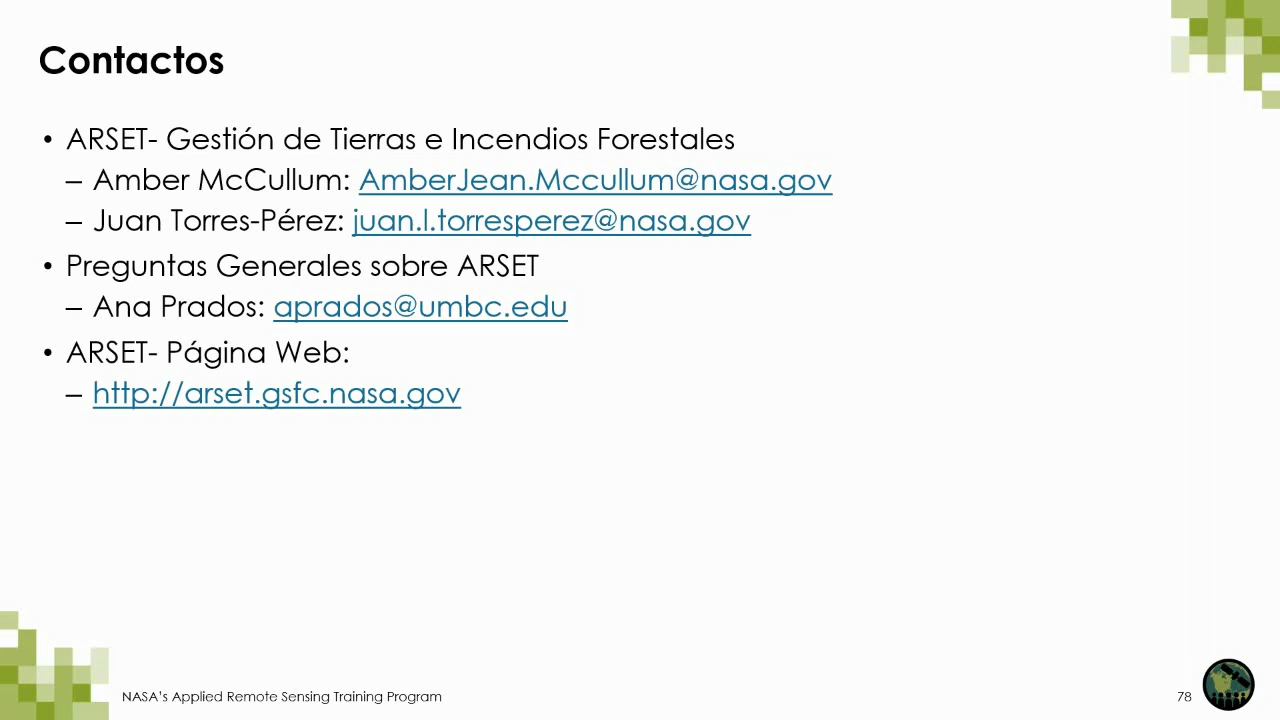 Contactos
• ARSET- Gestión de Tierras e Incendios Forestales
– Amber McCullum: AmberJean.Mccullum@nasa.gov
– Juan Torres-Pérez: juan.l.torresperez@nasa.gov
• Preguntas Generales sobre ARSET
– Ana Prados: aprados@umbc.edu
• ARSET- Página Web:
– http://arset.gsfc.nasa.gov
NASA's Applied Remote Sensing Training Program
78